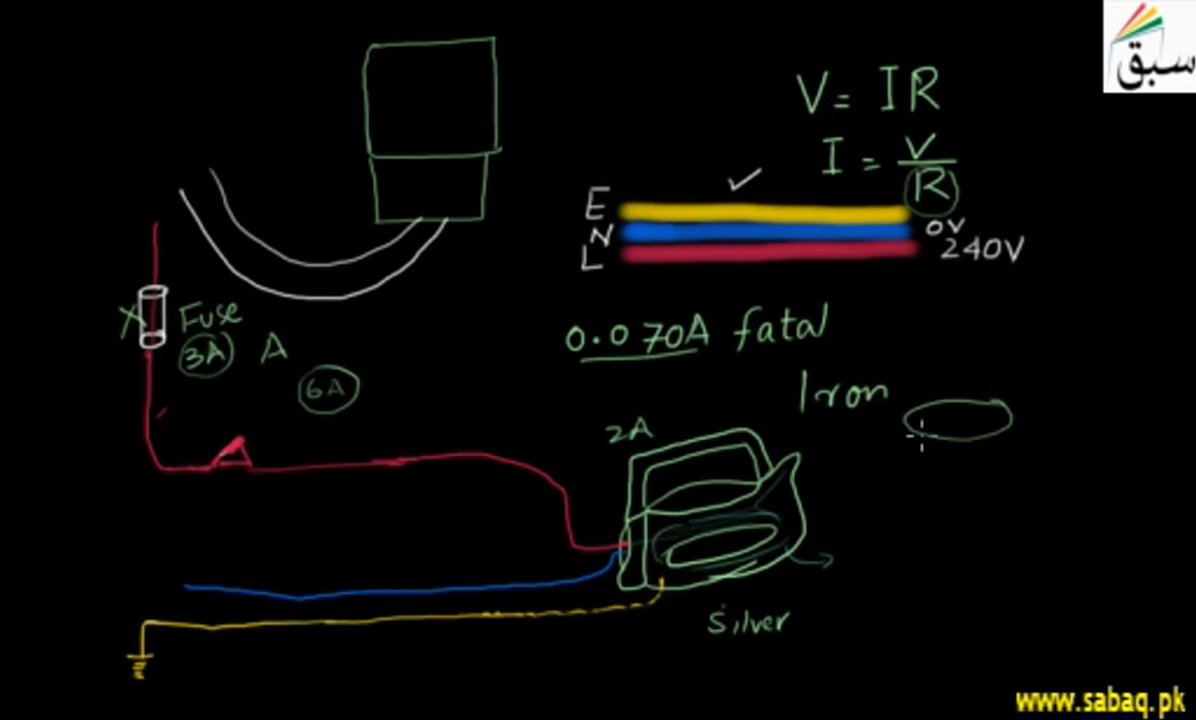 سبق
V = IR
I = V/R
E
N 0V
L 240V
X Fuse
3A A
6A
0.070A fatal
Iron
2A
Silver
www.sabaq.pk